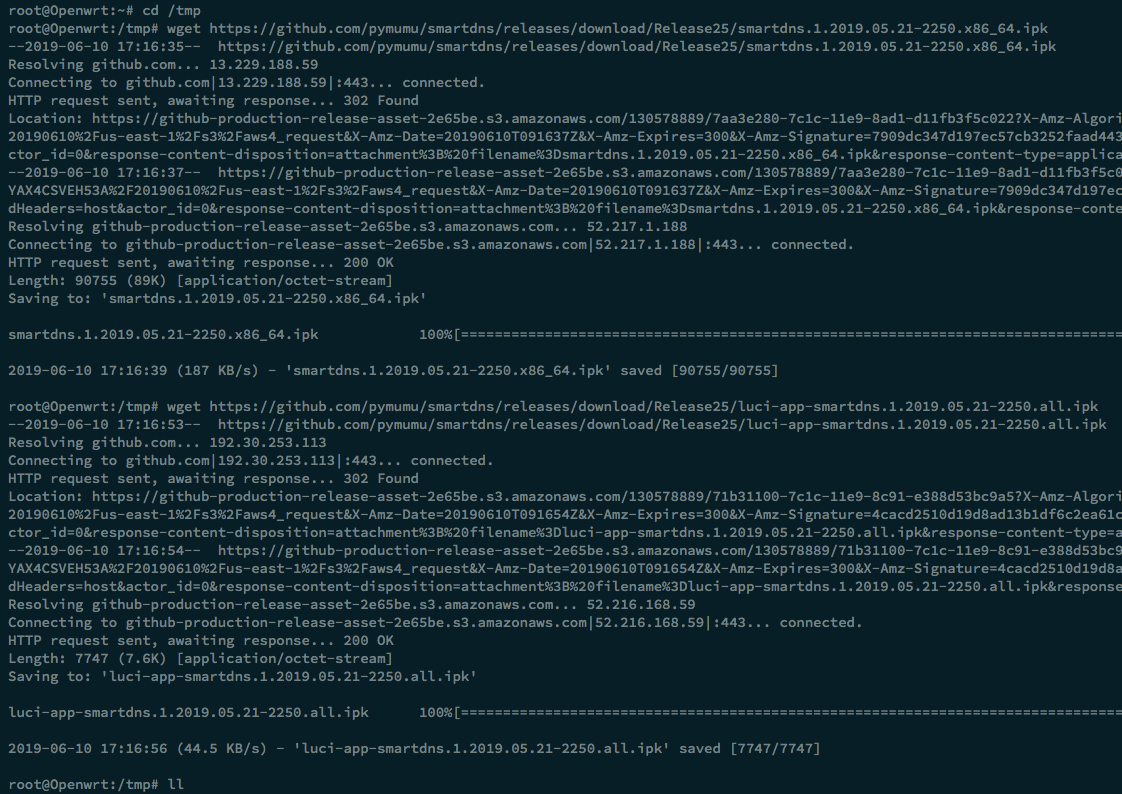 root@Openwrt:~# cd /tmp
root@Openwrt:/tmp# wget https://github.com/pymumu/smartdns/releases/download/Release25/smartdns.1.2019.05.21-2250.x86_64.ipk
--2019-06-10 17:16:35--  https://github.com/pymumu/smartdns/releases/download/Release25/smartdns.1.2019.05.21-2250.x86_64.ipk
Resolving github.com... 13.229.188.59
Connecting to github.com|13.229.188.59|:443... connected.
HTTP request sent, awaiting response... 302 Found
Location: https://github-production-release-asset-2e65be.s3.amazonaws.com/130578889/7aa3e280-7c1c-11e9-8ad1-d11fb3f5c022?X-Amz-Algori
20190610%2Fus-east-1%2Fs3%2Faws4_request&X-Amz-Date=20190610T091637Z&X-Amz-Expires=300&X-Amz-Signature=7909dc347d197ec57cb3252faad443
ctor_id=0&response-content-disposition=attachment%3B%20filename%3Dsmartdns.1.2019.05.21-2250.x86_64.ipk&response-content-type=applica
--2019-06-10 17:16:37--  https://github-production-release-asset-2e65be.s3.amazonaws.com/130578889/7aa3e280-7c1c-11e9-8ad1-d11fb3f5c0
YAX4CSVEH53A%2F20190610%2Fus-east-1%2Fs3%2Faws4_request&X-Amz-Date=20190610T091637Z&X-Amz-Expires=300&X-Amz-Signature=7909dc347d197ec
dHeaders=host&actor_id=0&response-content-disposition=attachment%3B%20filename%3Dsmartdns.1.2019.05.21-2250.x86_64.ipk&response-conte
Resolving github-production-release-asset-2e65be.s3.amazonaws.com... 52.217.1.188
Connecting to github-production-release-asset-2e65be.s3.amazonaws.com|52.217.1.188|:443... connected.
HTTP request sent, awaiting response... 200 OK
Length: 90755 (89K) [application/octet-stream]
Saving to: 'smartdns.1.2019.05.21-2250.x86_64.ipk'
smartdns.1.2019.05.21-2250.x86_64.ipk            100%[===============================================================================
2019-06-10 17:16:39 (187 KB/s) - 'smartdns.1.2019.05.21-2250.x86_64.ipk' saved [90755/90755]
root@Openwrt:/tmp# wget https://github.com/pymumu/smartdns/releases/download/Release25/luci-app-smartdns.1.2019.05.21-2250.all.ipk
--2019-06-10 17:16:53--  https://github.com/pymumu/smartdns/releases/download/Release25/luci-app-smartdns.1.2019.05.21-2250.all.ipk
Resolving github.com... 192.30.253.113
Connecting to github.com|192.30.253.113|:443... connected.
HTTP request sent, awaiting response... 302 Found
Location: https://github-production-release-asset-2e65be.s3.amazonaws.com/130578889/71b31100-7c1c-11e9-8c91-e388d53bc9a5?X-Amz-Algori
20190610%2Fus-east-1%2Fs3%2Faws4_request&X-Amz-Date=20190610T091654Z&X-Amz-Expires=300&X-Amz-Signature=4cacd2510d19d8ad13b1df6c2ea61c
ctor_id=0&response-content-disposition=attachment%3B%20filename%3Dluci-app-smartdns.1.2019.05.21-2250.all.ipk&response-content-type=a
--2019-06-10 17:16:54--  https://github-production-release-asset-2e65be.s3.amazonaws.com/130578889/71b31100-7c1c-11e9-8c91-e388d53bc9
YAX4CSVEH53A%2F20190610%2Fus-east-1%2Fs3%2Faws4_request&X-Amz-Date=20190610T091654Z&X-Amz-Expires=300&X-Amz-Signature=4cacd2510d19d8a
dHeaders=host&actor_id=0&response-content-disposition=attachment%3B%20filename%3Dluci-app-smartdns.1.2019.05.21-2250.all.ipk&response
Resolving github-production-release-asset-2e65be.s3.amazonaws.com... 52.216.168.59
Connecting to github-production-release-asset-2e65be.s3.amazonaws.com|52.216.168.59|:443... connected.
HTTP request sent, awaiting response... 200 OK
Length: 7747 (7.6K) [application/octet-stream]
Saving to: 'luci-app-smartdns.1.2019.05.21-2250.all.ipk'
luci-app-smartdns.1.2019.05.21-2250.all.ipk      100%[===============================================================================
2019-06-10 17:16:56 (44.5 KB/s) - 'luci-app-smartdns.1.2019.05.21-2250.all.ipk' saved [7747/7747]
root@Openwrt:/tmp# ll